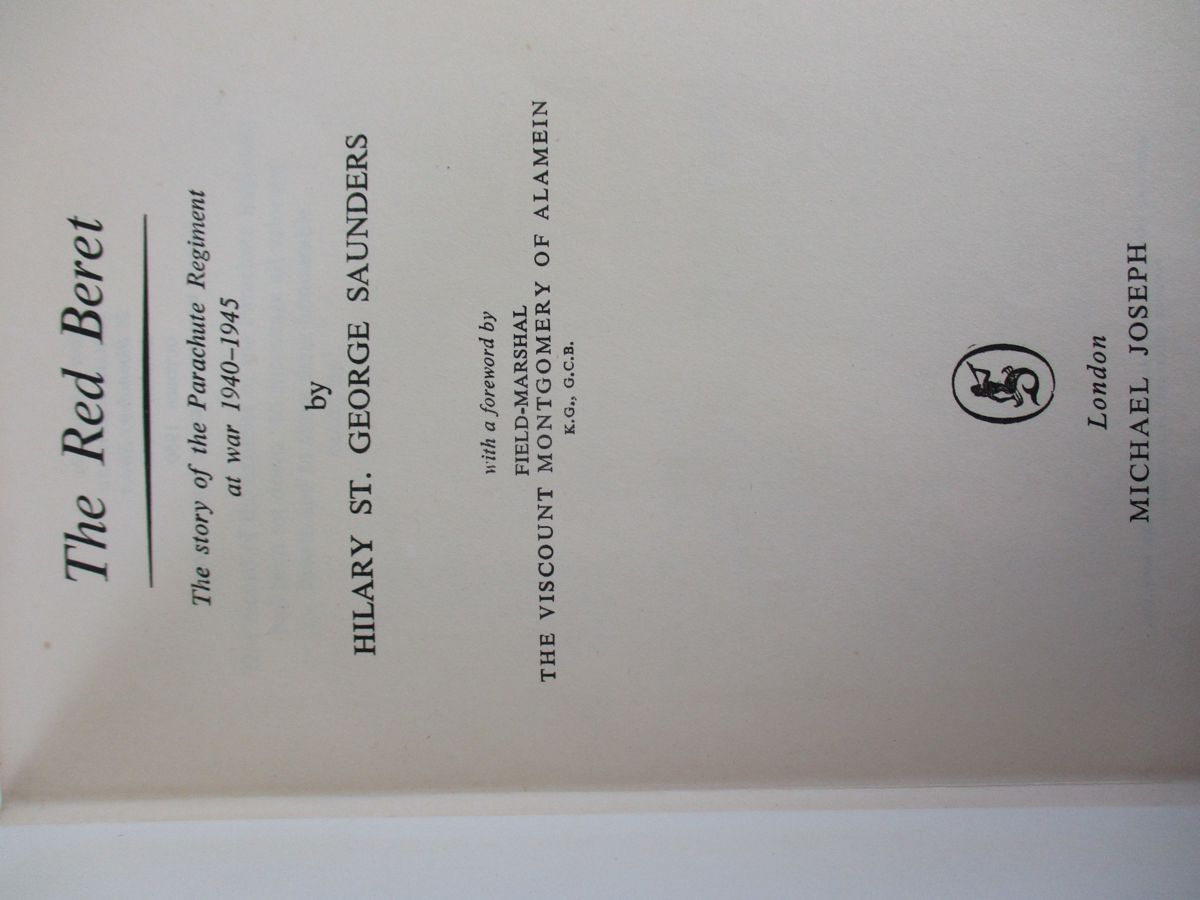 The Red Beret
The story of the Parachute Regiment
at war 1940–1945
by
HILARY ST. GEORGE SAUNDERS
with a foreword by
FIELD-MARSHAL
THE VISCOUNT MONTGOMERY OF ALAMEIN
K.G., G.C.B.
London
MICHAEL JOSEPH